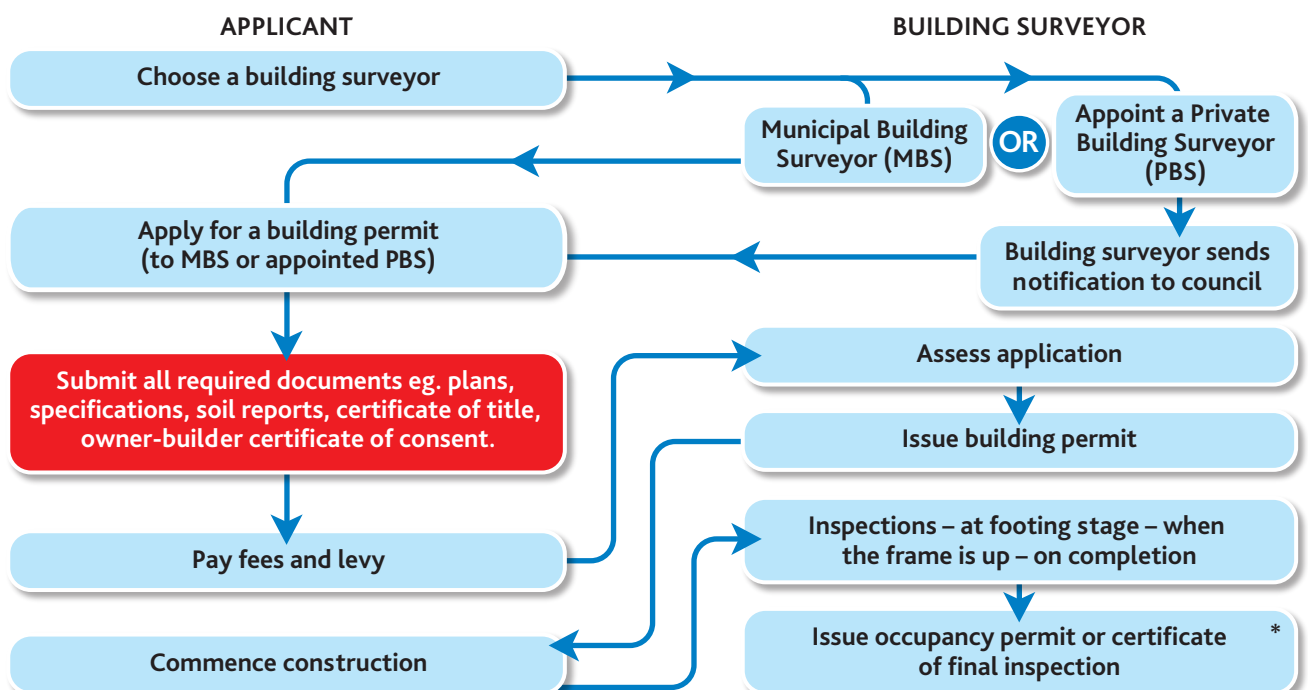 APPLICANT
BUILDING SURVEYOR
Choose a building surveyor
Municipal Building
Surveyor (MBS)
OR
Appoint a Private
Building Surveyor
(PBS)
Apply for a building permit
(to MBS or appointed PBS)
Building surveyor sends
notification to council
Submit all required documents eg. plans,
specifications, soil reports, certificate of title,
owner-builder certificate of consent.
Assess application
Issue building permit
Pay fees and levy
Inspections – at footing stage – when
the frame is up – on completion
Commence construction
Issue occupancy permit or certificate *
of final inspection